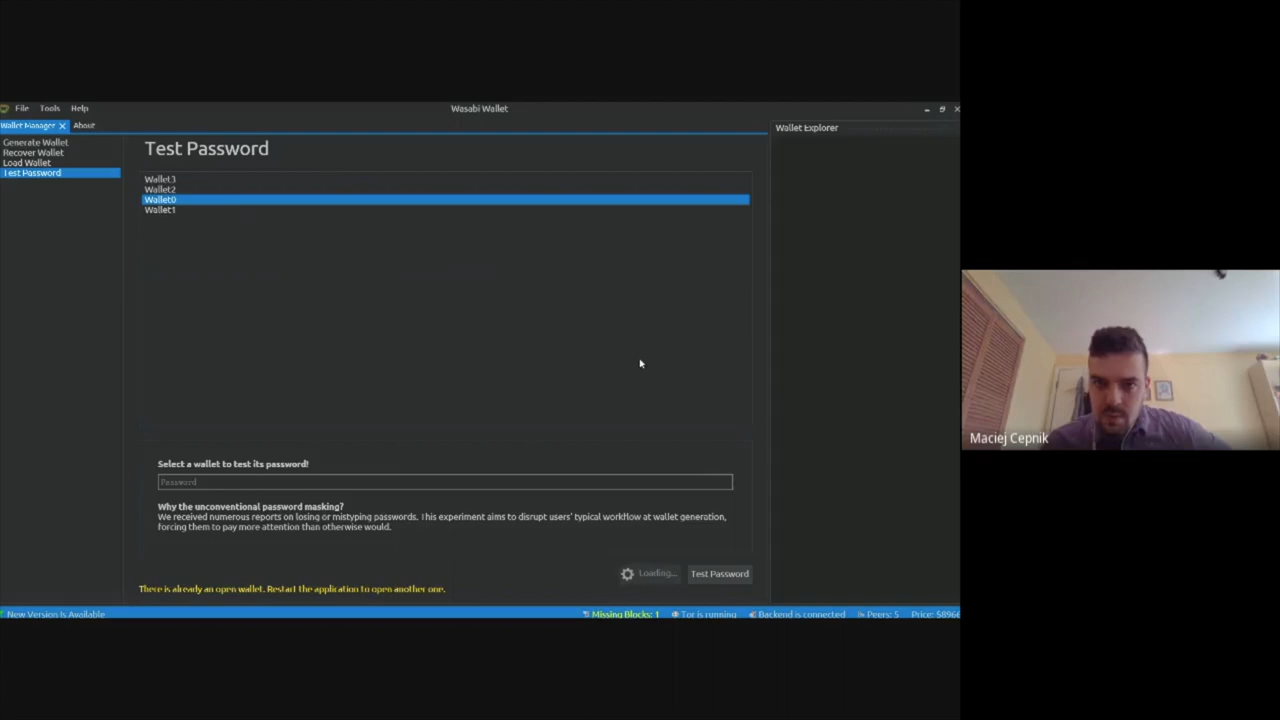 File Tools Help
Wasabi Wallet
Wallet Manager About
Wallet Explorer
Generate Wallet
Recover Wallet
Load Wallet
Test Password
Test Password
Wallet3
Wallet2
Wallet0
Wallet1
Select a wallet to test its password!
Password
Why the unconventional password masking?
We received numerous reports on losing or mistyping passwords. This experiment aims to disrupt users' typical workflow at wallet generation,
forcing them to pay more attention than otherwise would.
Loading... Test Password
There is already an open wallet. Restart the application to open another one.
New Version Is Available Missing Blocks: 1 Tor is running Backend is connected Peers: 5 Price: $8966
Maciej Cepnik